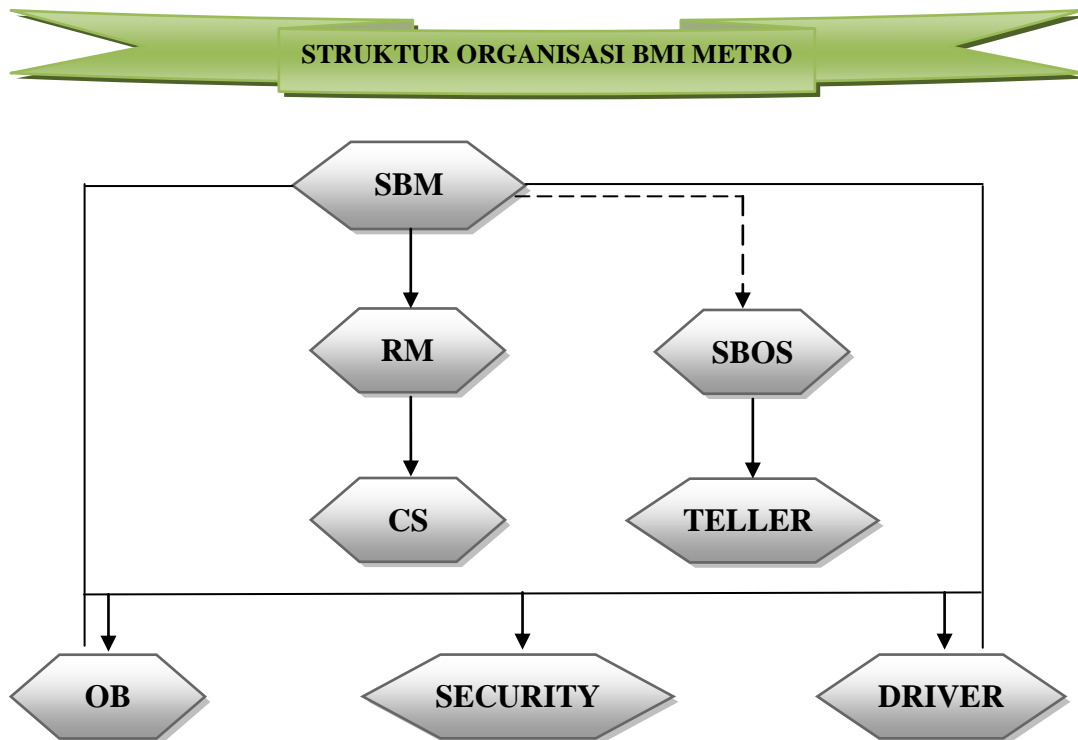 STRUKTUR ORGANISASI BMI METRO
SBM
RM
SBOS
CS
TELLER
OB
SECURITY
DRIVER